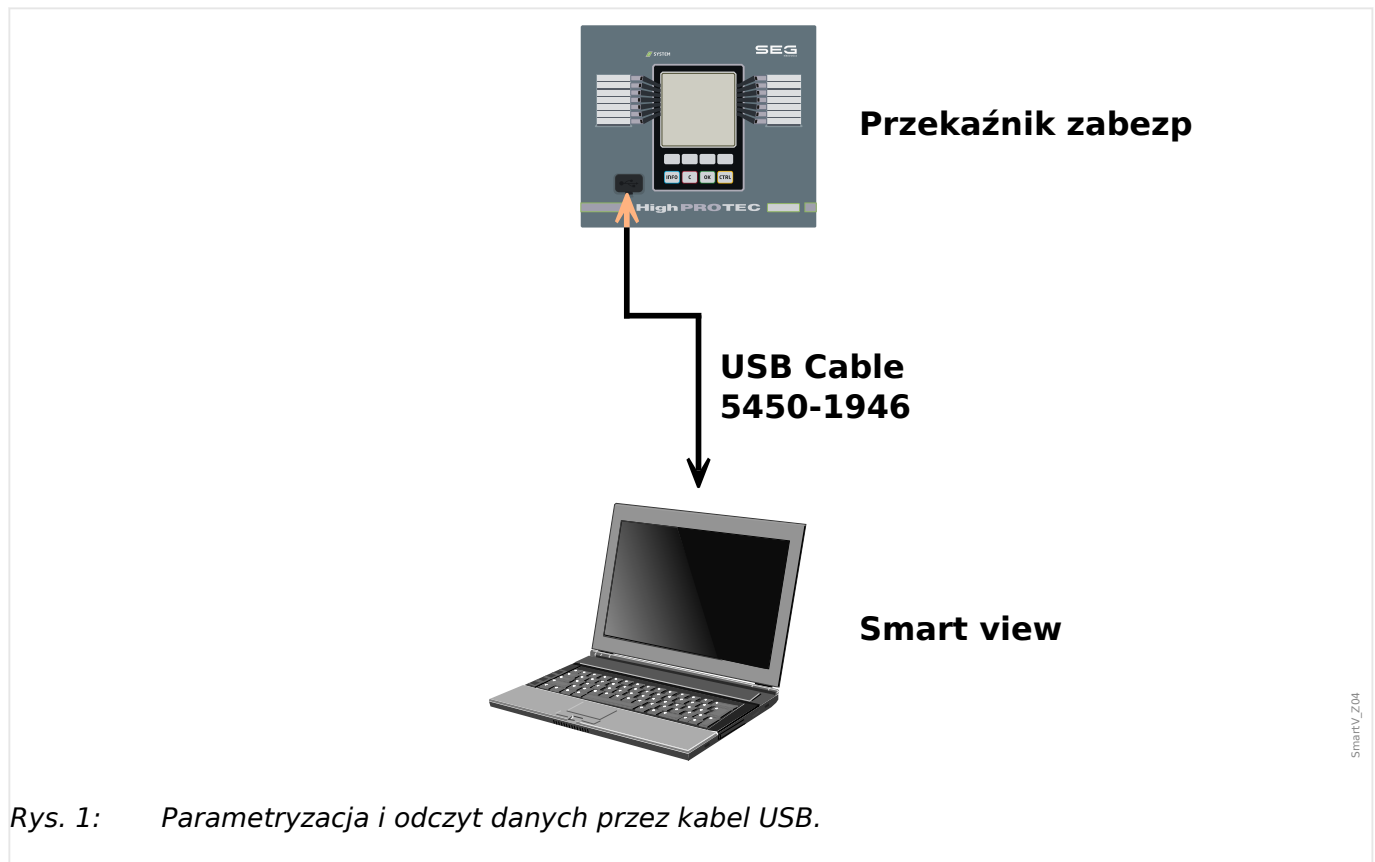 SYSTEM
SEG
Przekaźnik zabezp
INFO C OK CTRL
HighPROTEC
USB Cable
5450-1946
Smart view
SmartV_Z04
Rys. 1: Parametryzacja i odczyt danych przez kabel USB.